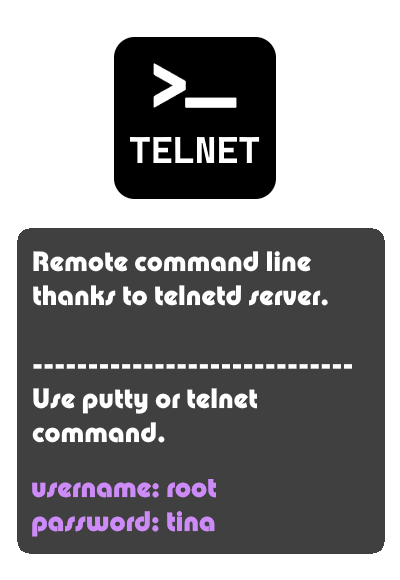 >_
TELNET
Remote command line
thanks to telnetd server.
-----------------------------
Use putty or telnet
command.
username: root
password: tina